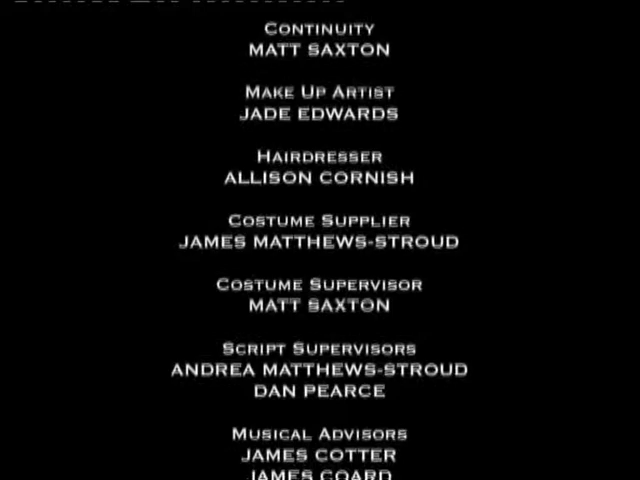 CONTINUITY
MATT SAXTON
MAKE UP ARTIST
JADE EDWARDS
HAIRDRESSER
ALLISON CORNISH
COSTUME SUPPLIER
JAMES MATTHEWS-STROUD
COSTUME SUPERVISOR
MATT SAXTON
SCRIPT SUPERVISORS
ANDREA MATTHEWS-STROUD
DAN PEARCE
MUSICAL ADVISORS
JAMES COTTER
JAMES COARD